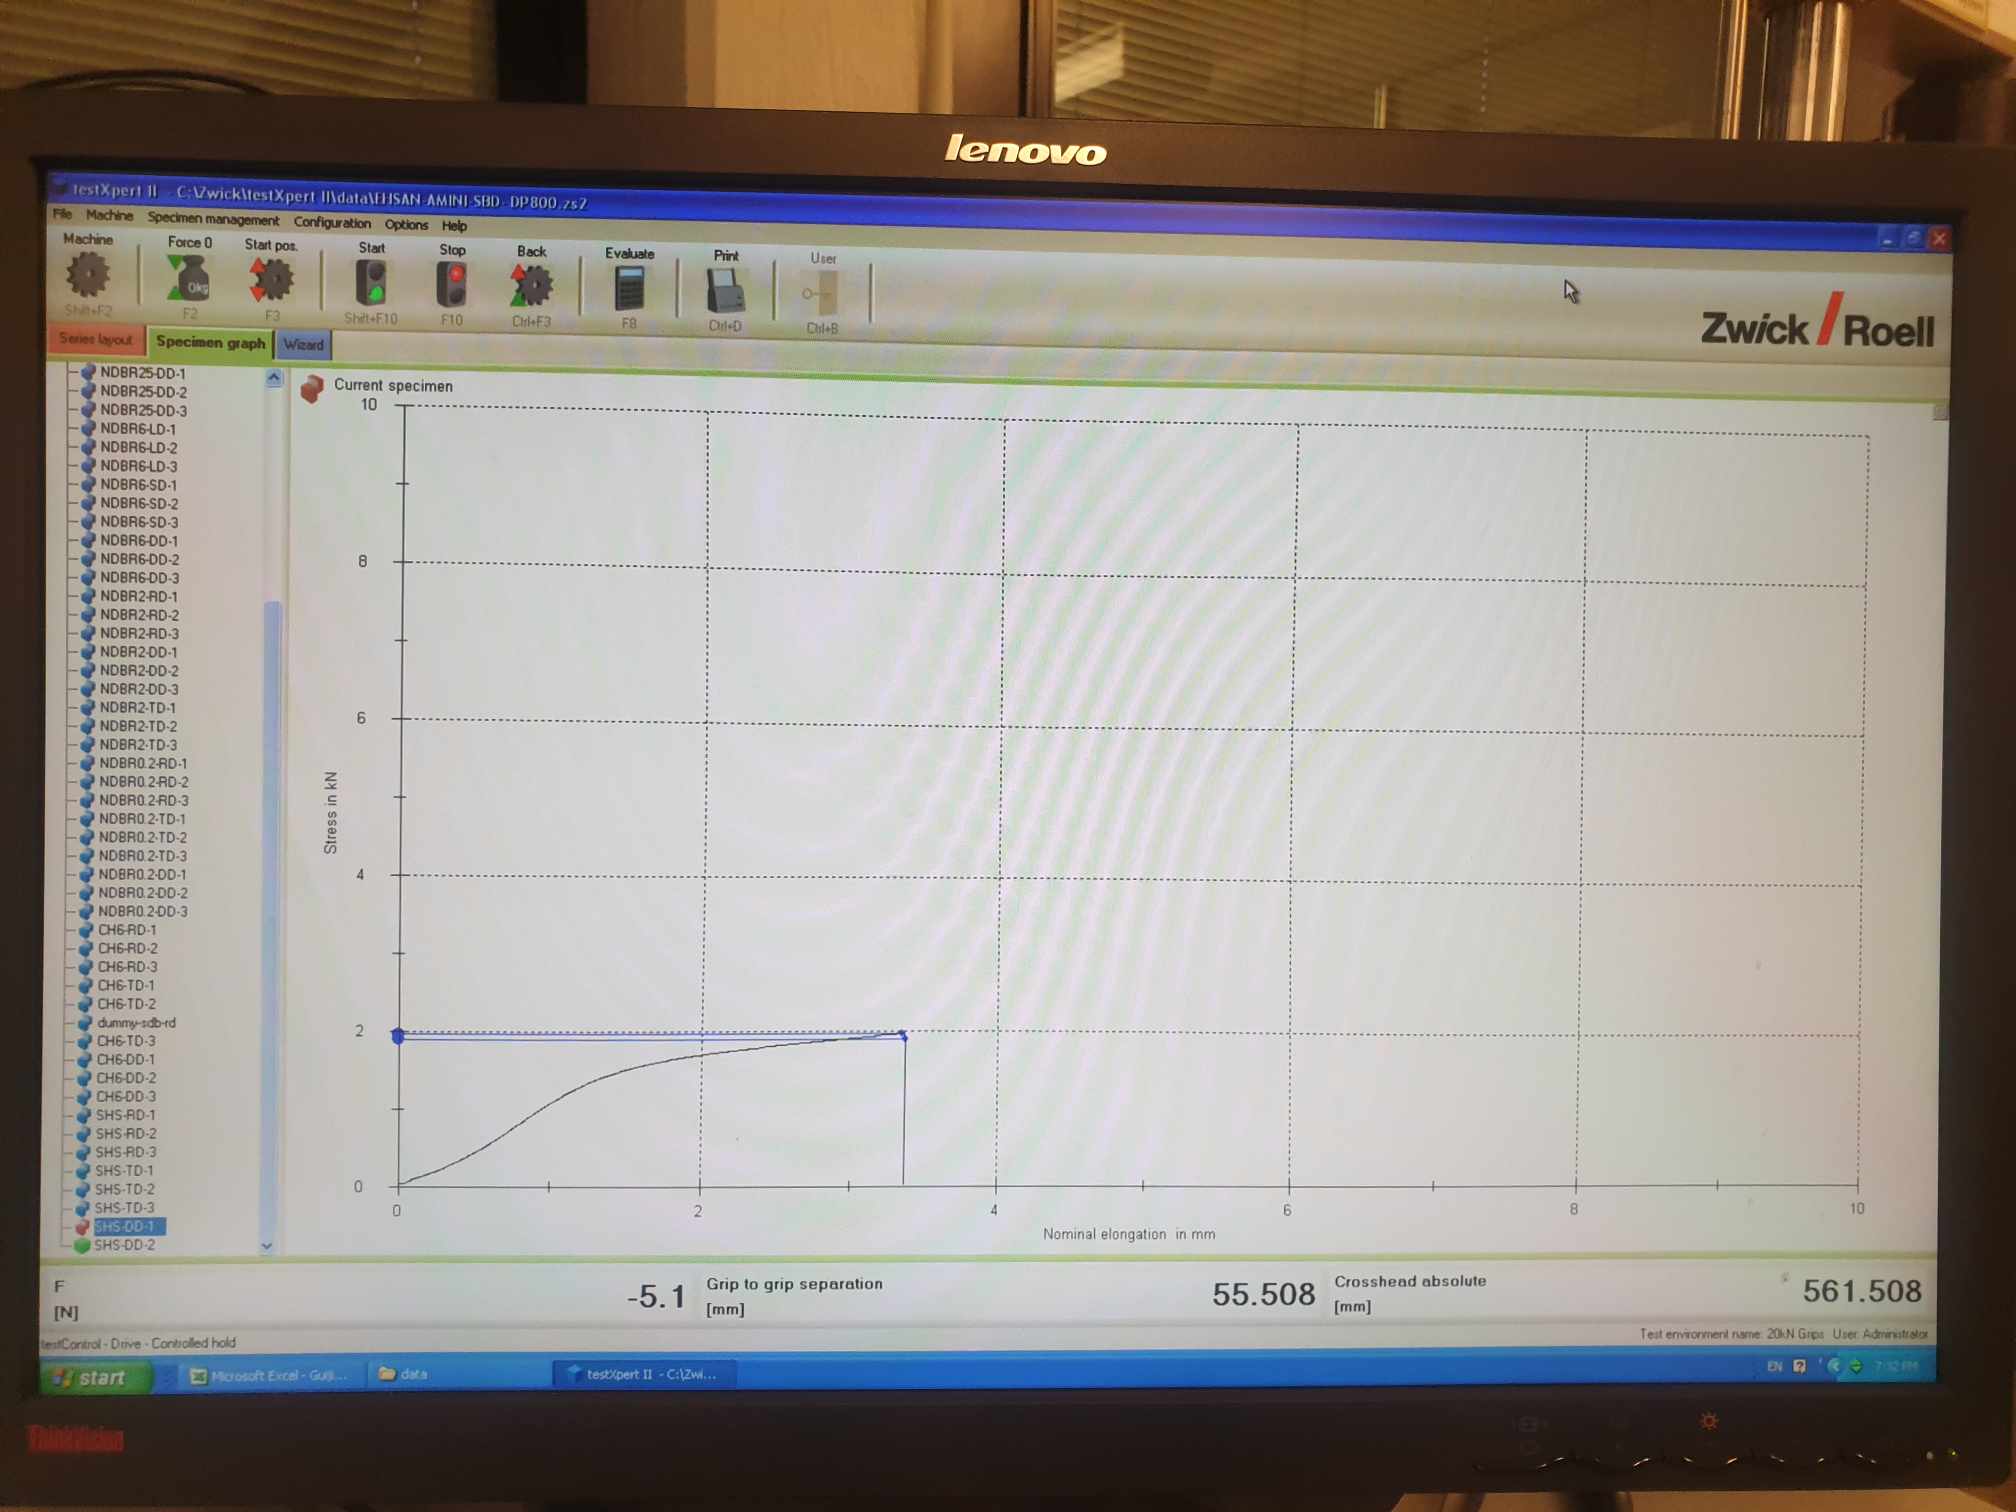 lenovo
testXpert II - C:\Zwick\testXpert II\data\EHSAN-AMINI-SBD- DP800.zs2
File Machine Specimen management Configuration Options Help
Machine Force 0 Start pos. Start Stop Back Evaluate Print User
0kg
Shift+F2 F2 F3 Shift+F10 F10 Ctrl+F3 F8 Ctrl+D Ctrl+B
Zwick / Roell
Series layout Specimen graph Wizard
NDBR25-DD-1
NDBR25-DD-2
NDBR25-DD-3
NDBR6-LD-1
NDBR6-LD-2
NDBR6-LD-3
NDBR6-SD-1
NDBR6-SD-2
NDBR6-SD-3
NDBR6-DD-1
NDBR6-DD-2
NDBR6-DD-3
NDBR2-RD-1
NDBR2-RD-2
NDBR2-RD-3
NDBR2-DD-1
NDBR2-DD-2
NDBR2-DD-3
NDBR2-TD-1
NDBR2-TD-2
NDBR2-TD-3
NDBR0.2-RD-1
NDBR0.2-RD-2
NDBR0.2-RD-3
NDBR0.2-TD-1
NDBR0.2-TD-2
NDBR0.2-TD-3
NDBR0.2-DD-1
NDBR0.2-DD-2
NDBR0.2-DD-3
CH6-RD-1
CH6-RD-2
CH6-RD-3
CH6-TD-1
CH6-TD-2
dummy-sdb-rd
CH6-TD-3
CH6-DD-1
CH6-DD-2
CH6-DD-3
SHS-RD-1
SHS-RD-2
SHS-RD-3
SHS-TD-1
SHS-TD-2
SHS-TD-3
SHS-DD-1
SHS-DD-2
Current specimen
10
8
6
4
2
0
Stress in kN
0 2 4 6 8 10
Nominal elongation in mm
F
[N]
-5.1
Grip to grip separation
[mm]
55.508
Crosshead absolute
[mm]
561.508
testControl - Drive - Controlled hold
Test environment name: 20kN Grips User: Administrator
start Microsoft Excel - Guiji... data testXpert II - C:\Zwi... EN 7:32 PM
ThinkVision